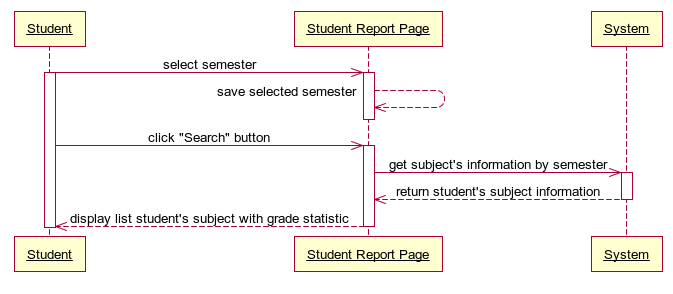 Student
Student Report Page
System
select semester
save selected semester
click "Search" button
get subject's information by semester
return student's subject information
display list student's subject with grade statistic
Student
Student Report Page
System